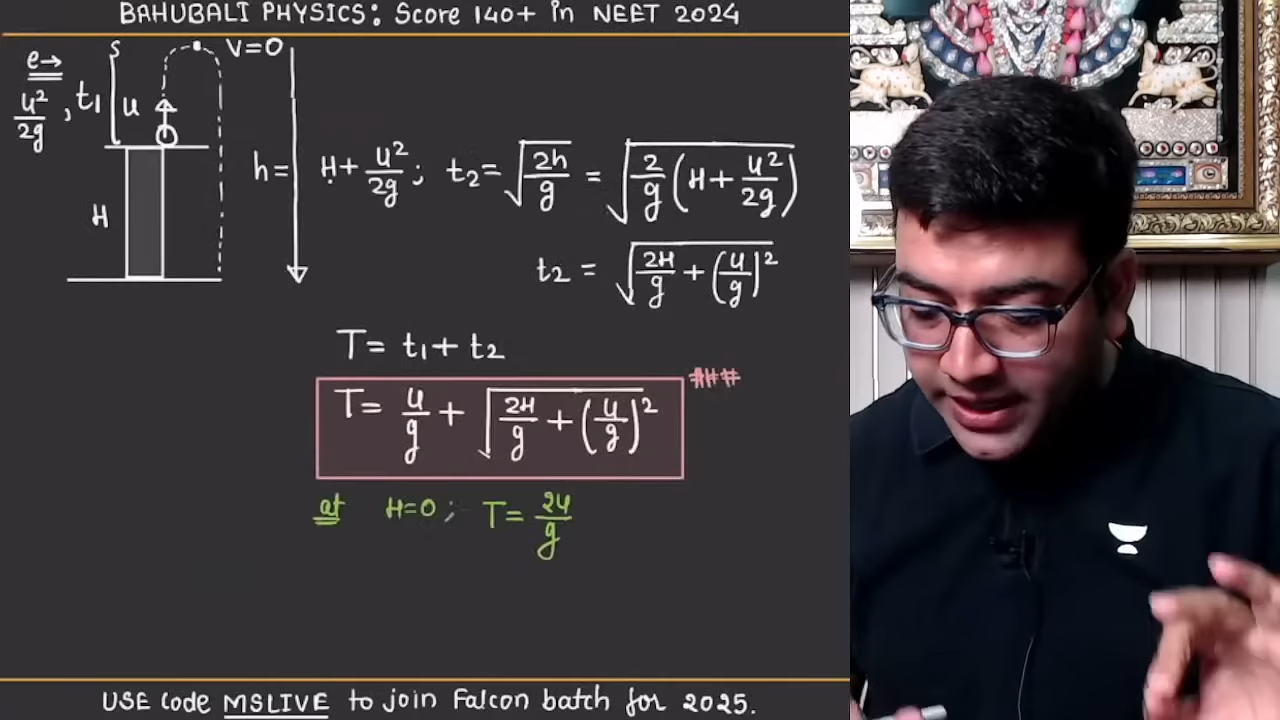 BAHUBALI PHYSICS: Score 140+ in NEET 2024
e→
u²/2g, t₁
u
V=0
H
h = H + u²/2g ; t₂ = √(2h/g) = √(2/g (H + u²/2g))
t₂ = √(2H/g + (u/g)²)
T = t₁ + t₂
T = u/g + √(2H/g + (u/g)²) ###
at H=0 ; T = 2u/g
USE Code MSLIVE to join Falcon batch for 2025.